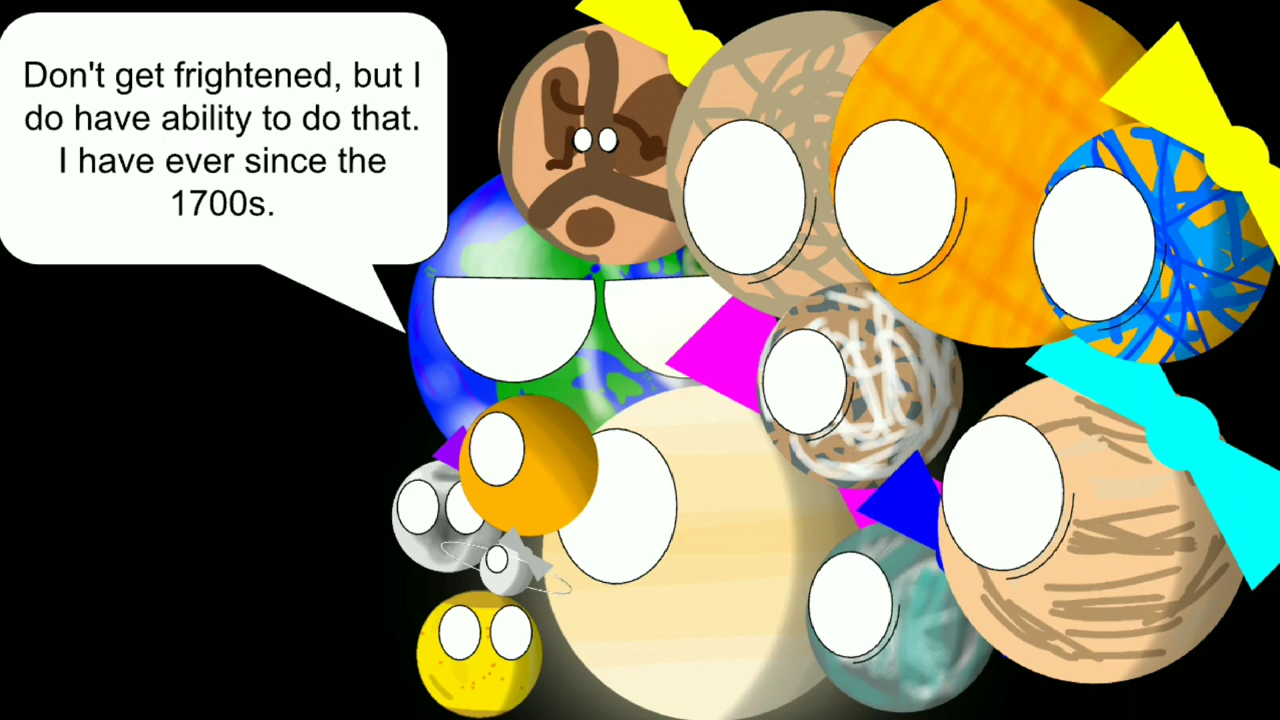 Don't get frightened, but I
do have ability to do that.
I have ever since the
1700s.